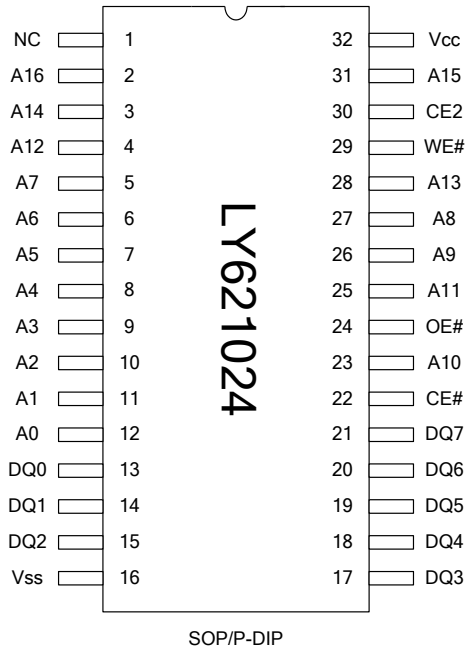 NC 1 32 Vcc
A16 2 31 A15
A14 3 30 CE2
A12 4 29 WE#
A7 5 28 A13
A6 6 27 A8
A5 7 26 A9
A4 8 25 A11
A3 9 24 OE#
A2 10 23 A10
A1 11 22 CE#
A0 12 21 DQ7
DQ0 13 20 DQ6
DQ1 14 19 DQ5
DQ2 15 18 DQ4
Vss 16 17 DQ3
LY621024
SOP/P-DIP